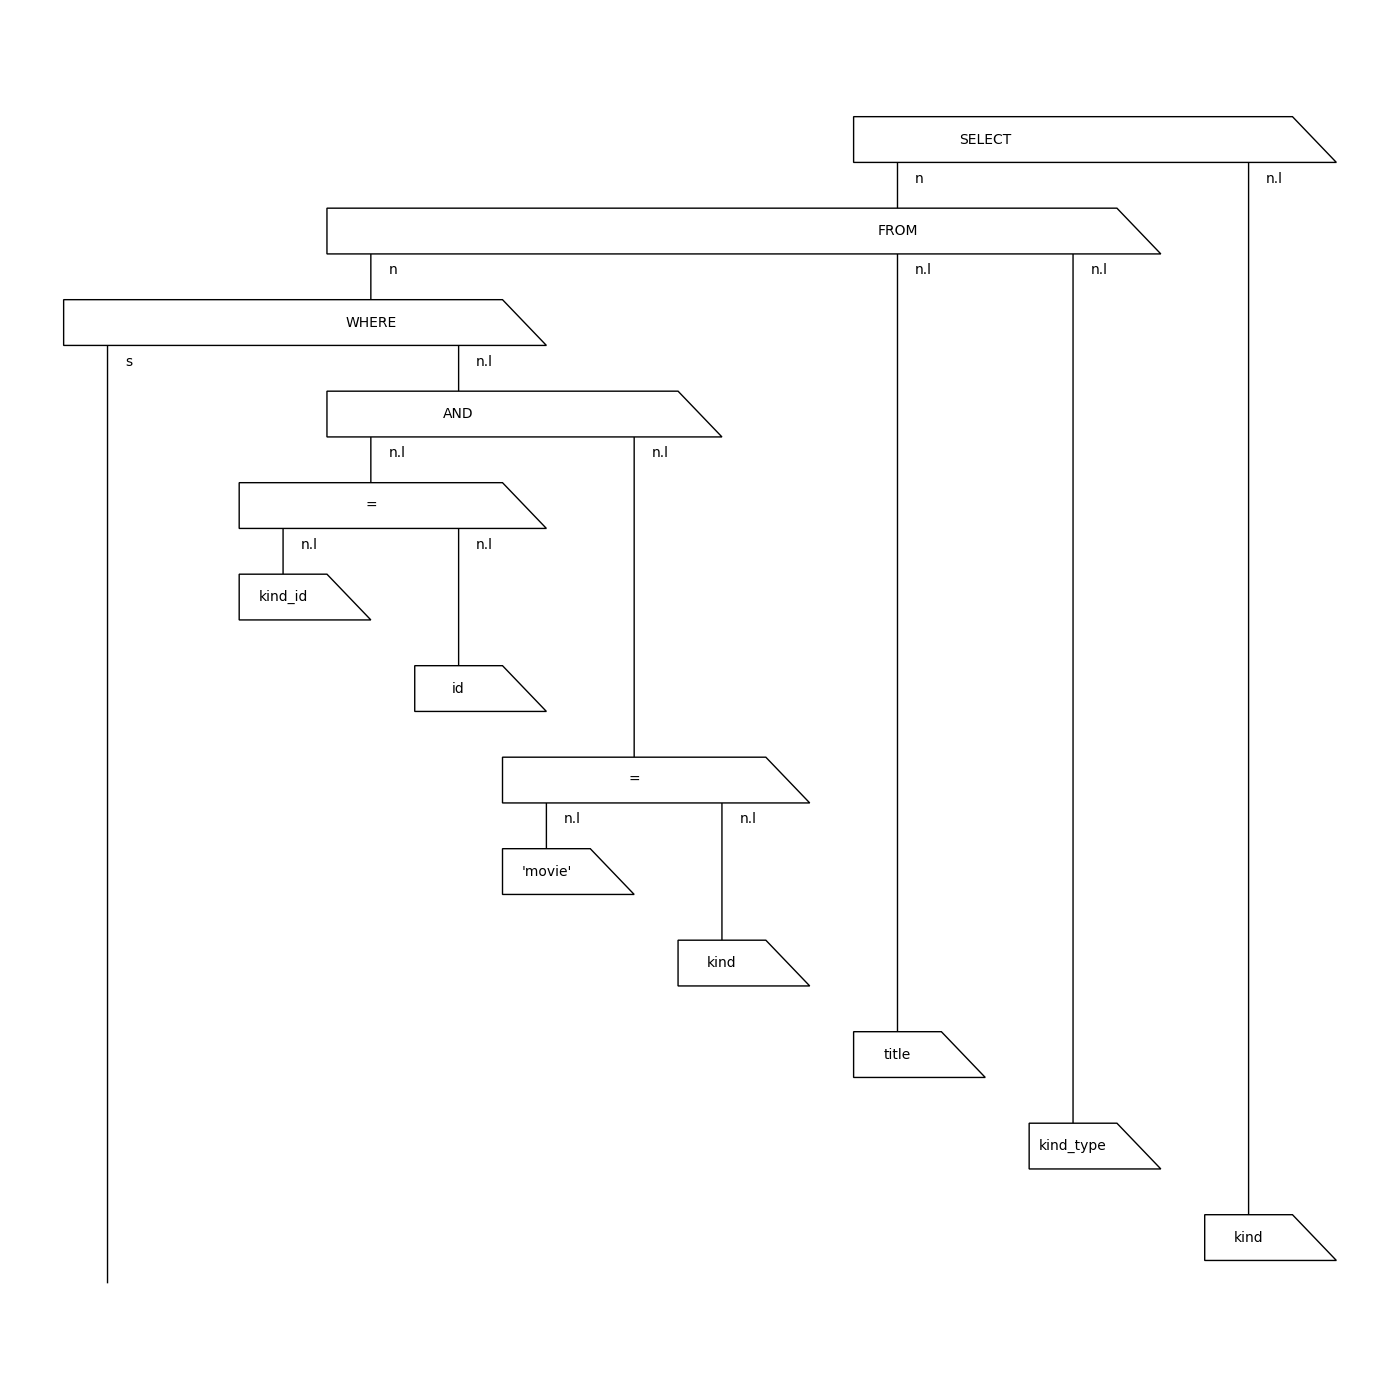 SELECT
n n.l
FROM
n n.l n.l
WHERE
s n.l
AND
n.l n.l
=
n.l n.l
kind_id
id
=
n.l n.l
'movie'
kind
title
kind_type
kind